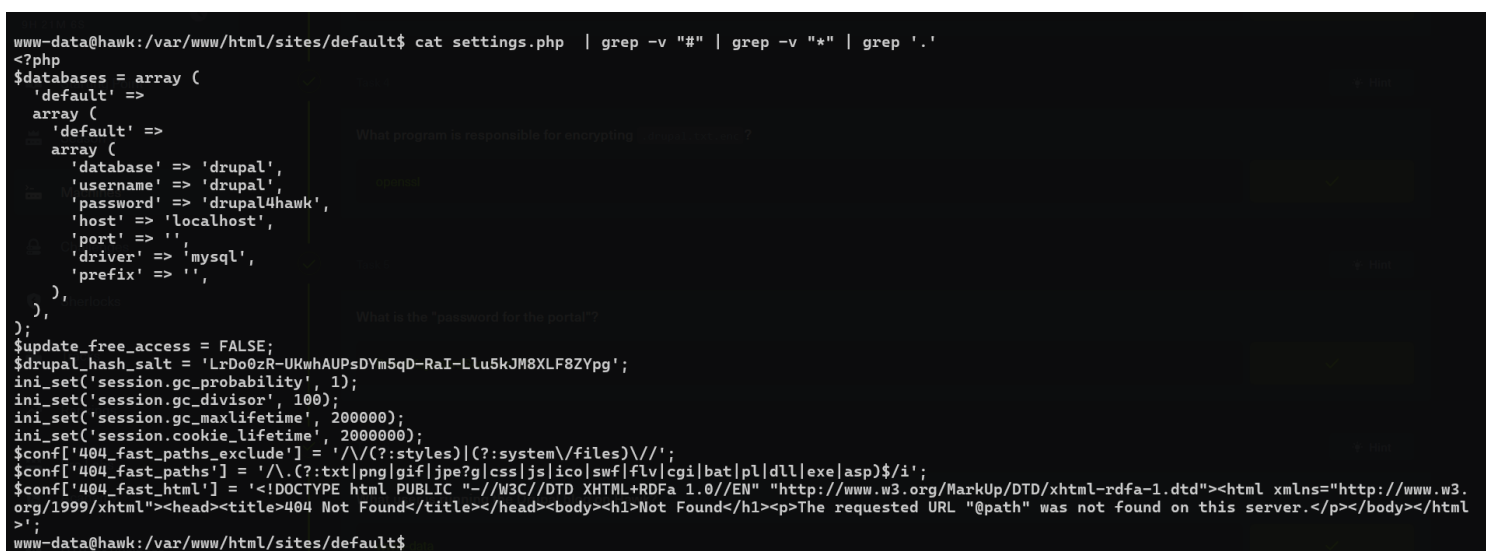 www-data@hawk:/var/www/html/sites/default$ cat settings.php  | grep -v "#" | grep -v "*" | grep '.'
<?php
$databases = array (
  'default' =>
  array (
    'default' =>
    array (
      'database' => 'drupal',
      'username' => 'drupal',
      'password' => 'drupal4hawk',
      'host' => 'localhost',
      'port' => '',
      'driver' => 'mysql',
      'prefix' => '',
    ),
  ),
);
$update_free_access = FALSE;
$drupal_hash_salt = 'LrDo0zR-UKwhAUPsDYm5qD-RaI-Llu5kJM8XLF8ZYpg';
ini_set('session.gc_probability', 1);
ini_set('session.gc_divisor', 100);
ini_set('session.gc_maxlifetime', 200000);
ini_set('session.cookie_lifetime', 2000000);
$conf['404_fast_paths_exclude'] = '/\/(?:styles)|(?:system\/files)\//';
$conf['404_fast_paths'] = '/\.(?:txt|png|gif|jpe?g|css|js|ico|swf|flv|cgi|bat|pl|dll|exe|asp)$/i';
$conf['404_fast_html'] = '<!DOCTYPE html PUBLIC "-//W3C//DTD XHTML+RDFa 1.0//EN" "http://www.w3.org/MarkUp/DTD/xhtml-rdfa-1.dtd"><html xmlns="http://www.w3.
org/1999/xhtml"><head><title>404 Not Found</title></head><body><h1>Not Found</h1><p>The requested URL "@path" was not found on this server.</p></body></html
>';
www-data@hawk:/var/www/html/sites/default$
Hint
What program is responsible for encrypting
?
openssl
Hint
What is the "password for the portal"?
Hint